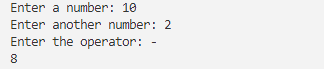 Enter a number: 10
Enter another number: 2
Enter the operator: -
8